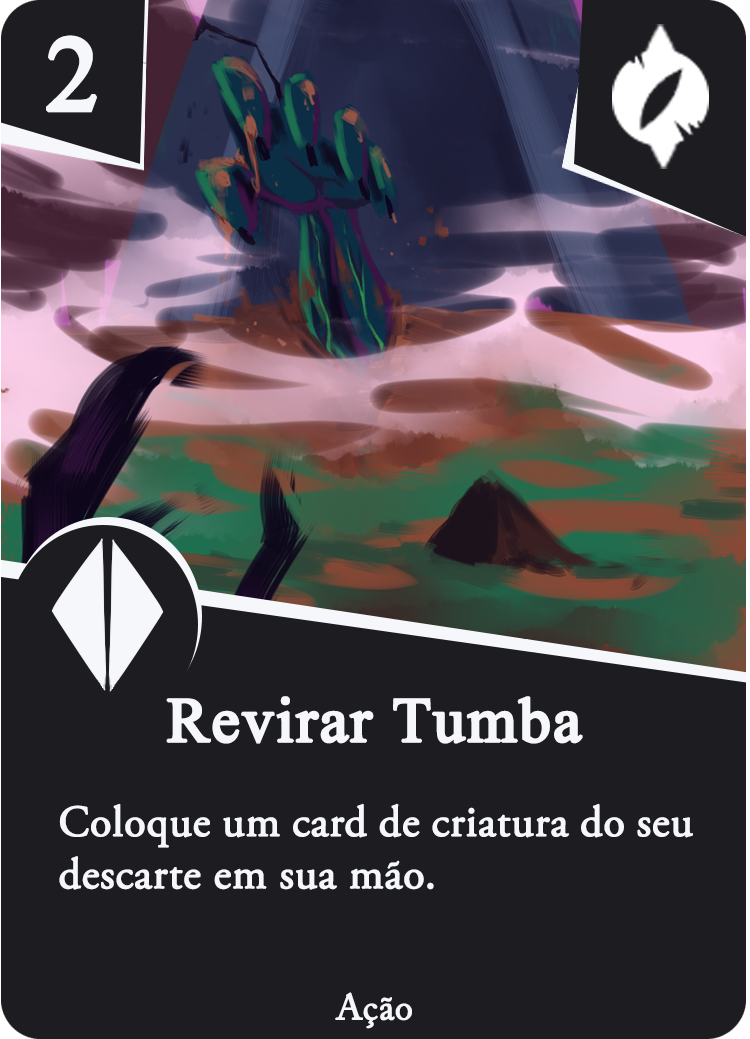 2
Revirar Tumba
Coloque um card de criatura do seu
descarte em sua mão.
Ação